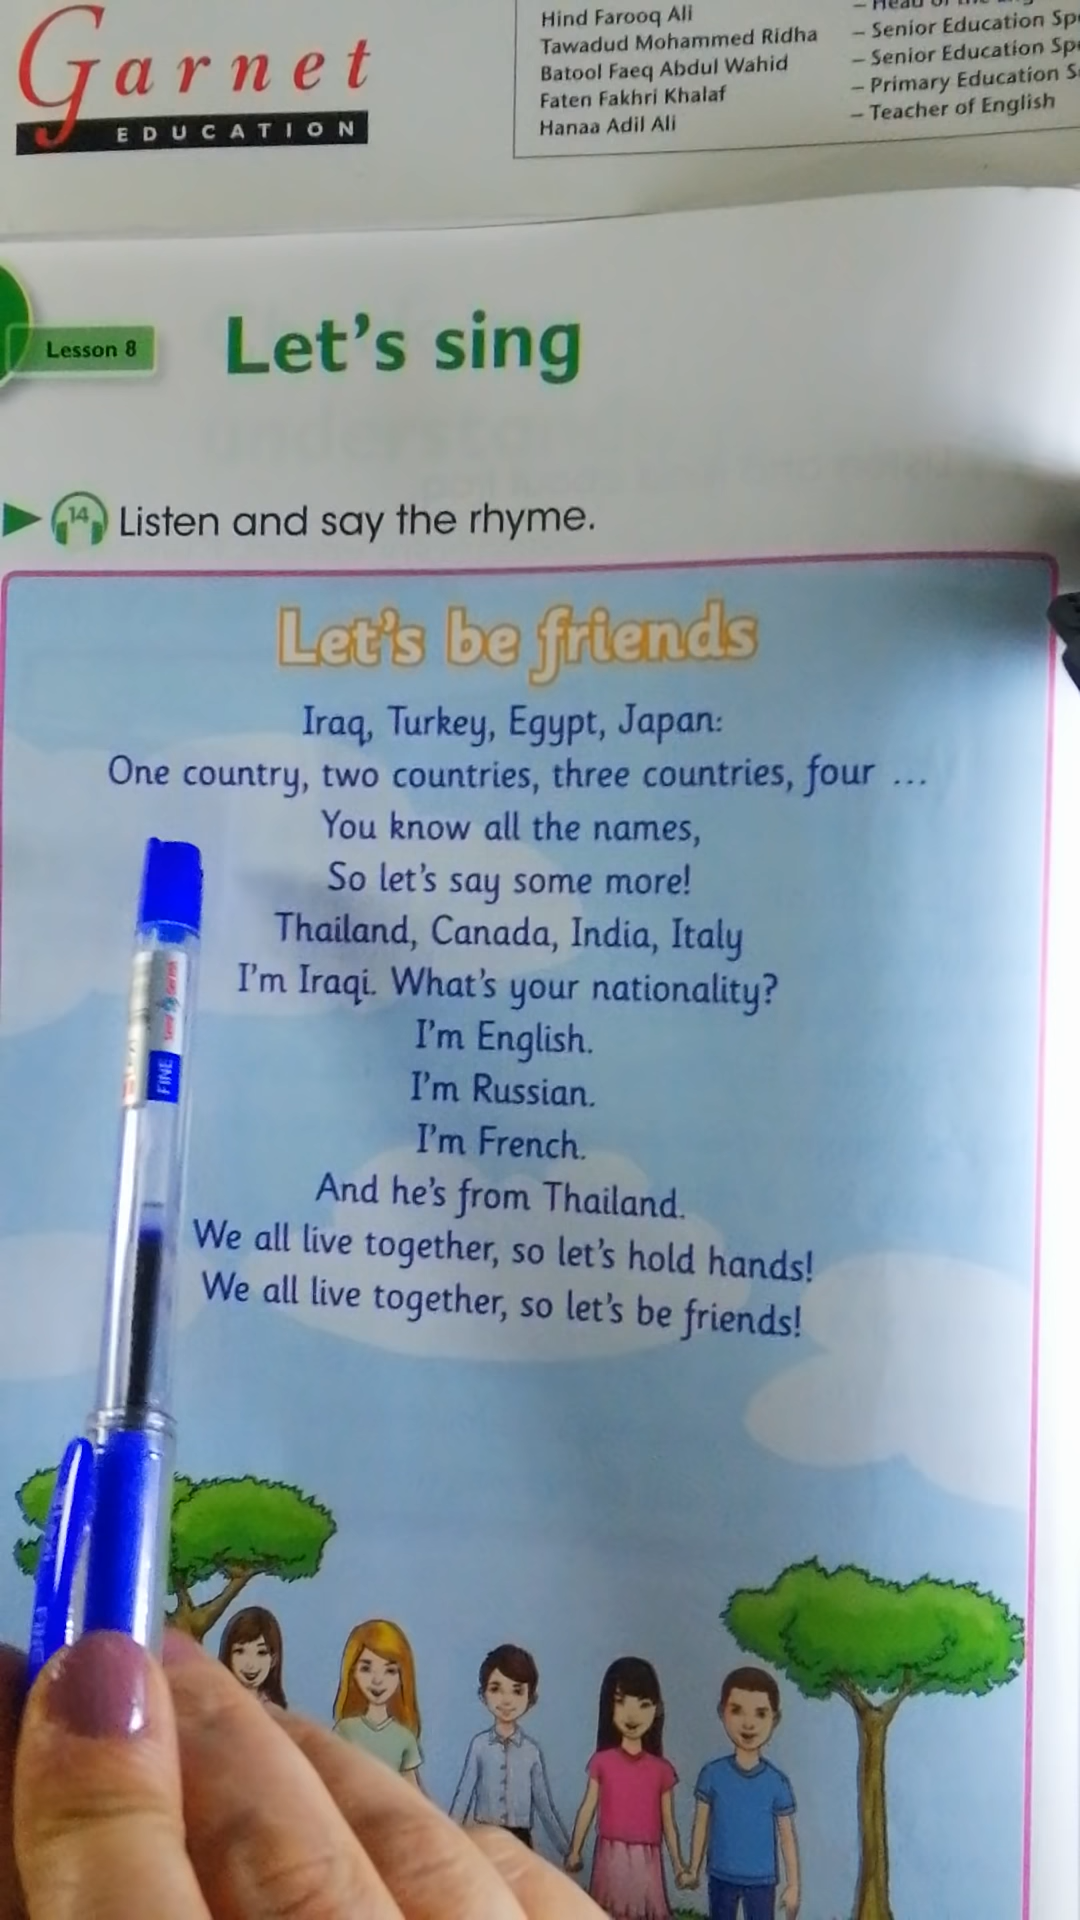 Garnet
EDUCATION
Hind Farooq Ali
Tawadud Mohammed Ridha – Senior Education
Batool Faeq Abdul Wahid – Senior Education
Faten Fakhri Khalaf – Primary Education
Hanaa Adil Ali – Teacher of English
Lesson 8
Let's sing
14 Listen and say the rhyme.
Let's be friends
Iraq, Turkey, Egypt, Japan:
One country, two countries, three countries, four ...
You know all the names,
So let's say some more!
Thailand, Canada, India, Italy
I'm Iraqi. What's your nationality?
I'm English.
I'm Russian.
I'm French.
And he's from Thailand.
We all live together, so let's hold hands!
We all live together, so let's be friends!
FINE